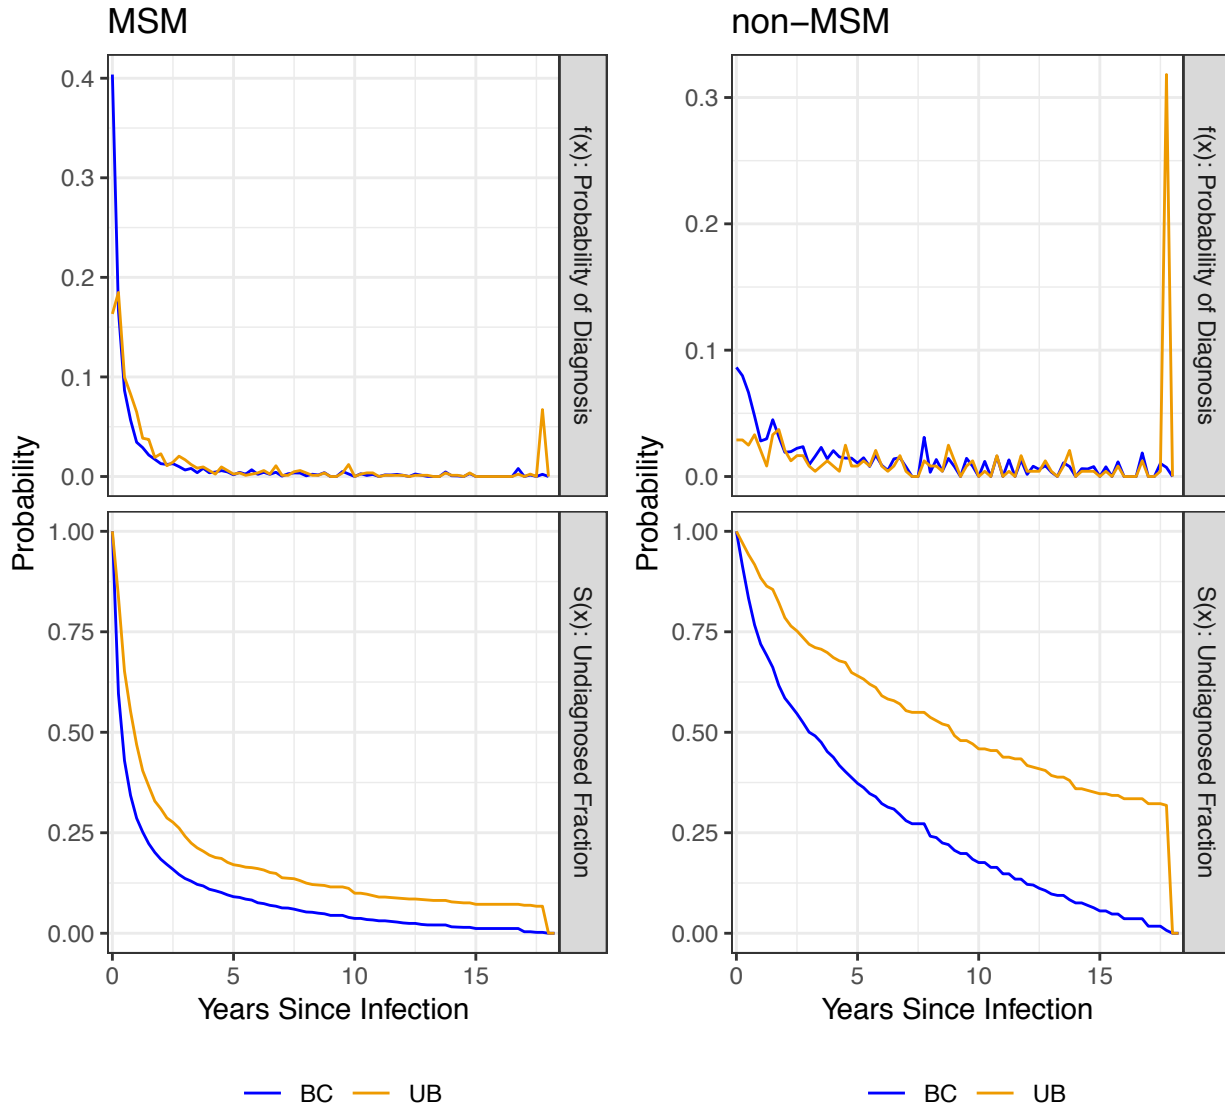 MSM
non−MSM
0.4
0.3
0.2
0.1
0.0
f(x): Probability of Diagnosis
0.3
0.2
0.1
0.0
f(x): Probability of Diagnosis
Probability
Probability
1.00
0.75
0.50
0.25
0.00
S(x): Undiagnosed Fraction
1.00
0.75
0.50
0.25
0.00
S(x): Undiagnosed Fraction
0 5 10 15
0 5 10 15
Years Since Infection
Years Since Infection
BC UB
BC UB